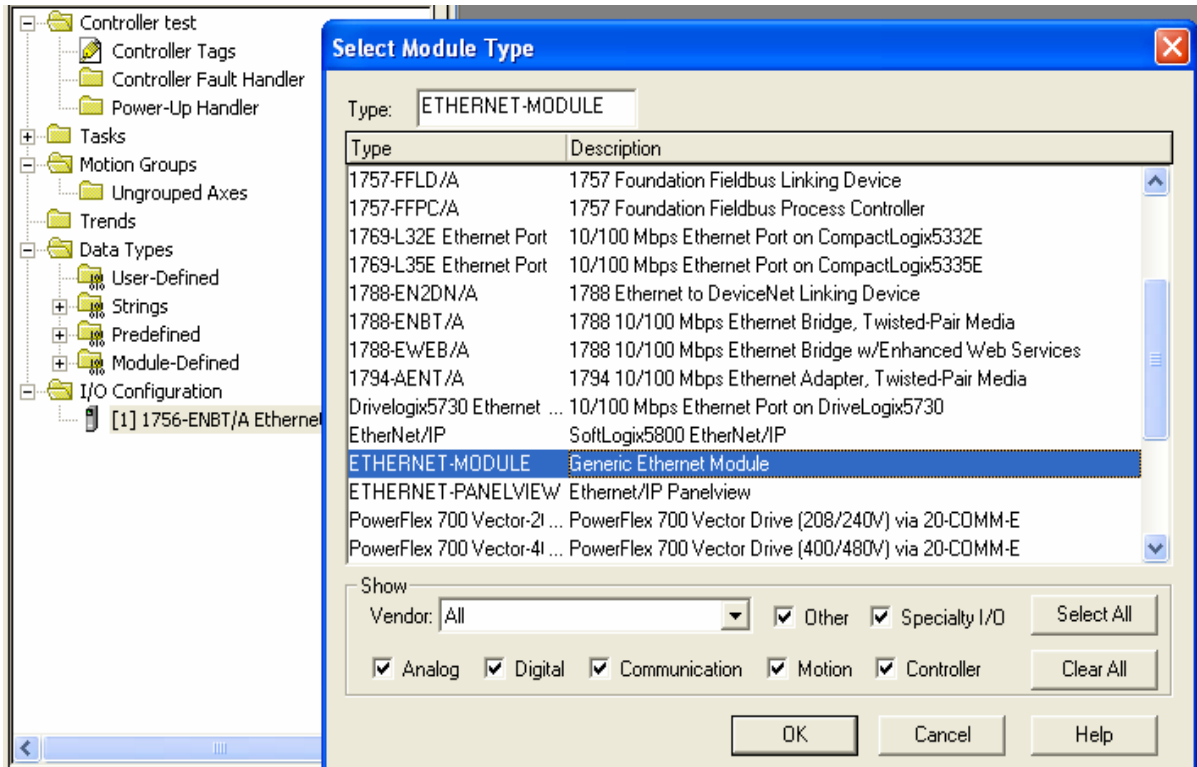 Controller test
Controller Tags
Controller Fault Handler
Power-Up Handler
Tasks
Motion Groups
Ungrouped Axes
Trends
Data Types
User-Defined
Strings
Predefined
Module-Defined
I/O Configuration
[1] 1756-ENBT/A Ethernet
Select Module Type
Type: ETHERNET-MODULE
Type Description
1757-FFLD/A 1757 Foundation Fieldbus Linking Device
1757-FFPC/A 1757 Foundation Fieldbus Process Controller
1769-L32E Ethernet Port 10/100 Mbps Ethernet Port on CompactLogix5332E
1769-L35E Ethernet Port 10/100 Mbps Ethernet Port on CompactLogix5335E
1788-EN2DN/A 1788 Ethernet to DeviceNet Linking Device
1788-ENBT/A 1788 10/100 Mbps Ethernet Bridge, Twisted-Pair Media
1788-EWEB/A 1788 10/100 Mbps Ethernet Bridge w/Enhanced Web Services
1794-AENT/A 1794 10/100 Mbps Ethernet Adapter, Twisted-Pair Media
Drivelogix5730 Ethernet ... 10/100 Mbps Ethernet Port on DriveLogix5730
EtherNet/IP SoftLogix5800 EtherNet/IP
ETHERNET-MODULE Generic Ethernet Module
ETHERNET-PANELVIEW Ethernet/IP Panelview
PowerFlex 700 Vector-2 ... PowerFlex 700 Vector Drive (208/240V) via 20-COMM-E
PowerFlex 700 Vector-4 ... PowerFlex 700 Vector Drive (400/480V) via 20-COMM-E
Show
Vendor: All Other Specialty I/O Select All
Analog Digital Communication Motion Controller Clear All
OK Cancel Help